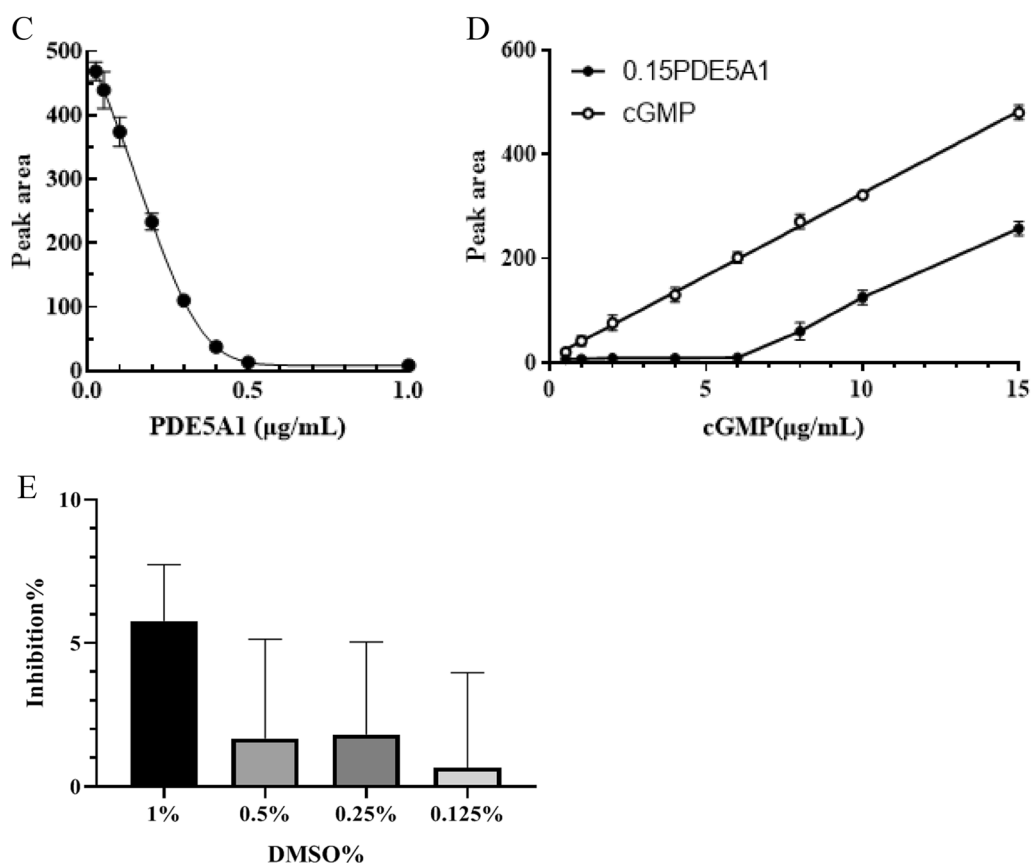 C
500
400
300
200
100
0
0.0
0.5
1.0
Peak area
PDE5A1 (μg/mL)
D
600
400
200
0
0
5
10
15
0.15PDE5A1
cGMP
Peak area
cGMP(μg/mL)
E
10
5
0
Inhibition%
1%
0.5%
0.25%
0.125%
DMSO%